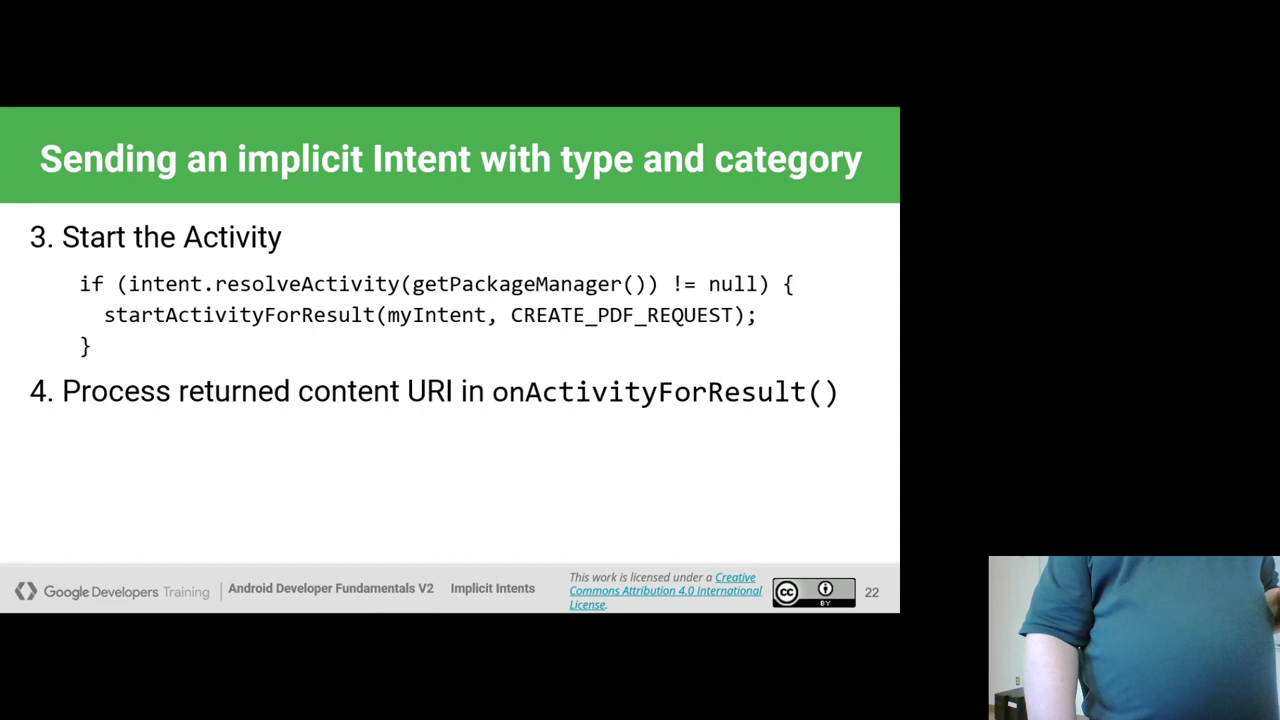 Sending an implicit Intent with type and category
3. Start the Activity
if (intent.resolveActivity(getPackageManager()) != null) {
startActivityForResult(myIntent, CREATE_PDF_REQUEST);
}
4. Process returned content URI in onActivityForResult()
Google Developers Training
Android Developer Fundamentals V2
Implicit Intents
This work is licensed under a Creative
Commons Attribution 4.0 International
License.
cc
BY
22